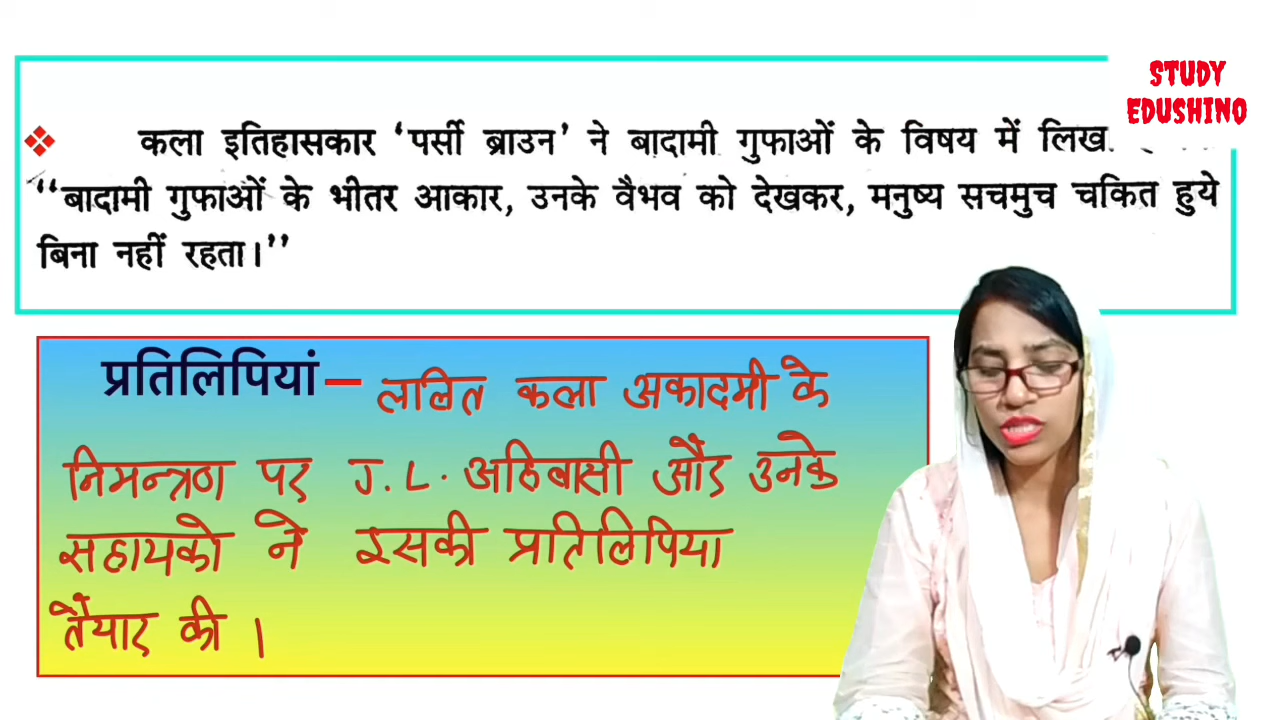 STUDY
EDUSHINO
कला इतिहासकार ‘पर्सी ब्राउन’ ने बादामी गुफाओं के विषय में
‘‘बादामी गुफाओं के भीतर आकार, उनके वैभव को देखकर, मनुष्य सचमुच चकित हुये
बिना नहीं रहता।’’
प्रतिलिपियां– ललित कला अकादमी के
निमन्त्रण पर J.L. अहिवासी और उनके
सहायको ने इसकी प्रतिलिपिया
तैयार की।